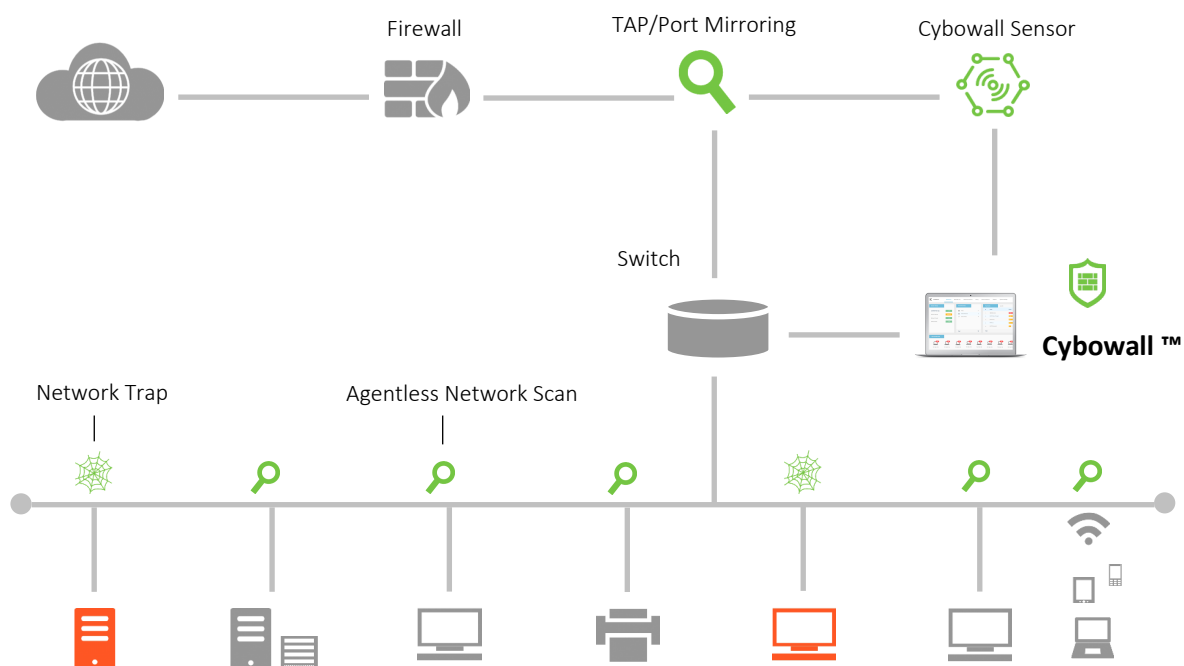 Firewall
TAP/Port Mirroring
Cybowall Sensor
Switch
Cybowall ™
Network Trap
Agentless Network Scan